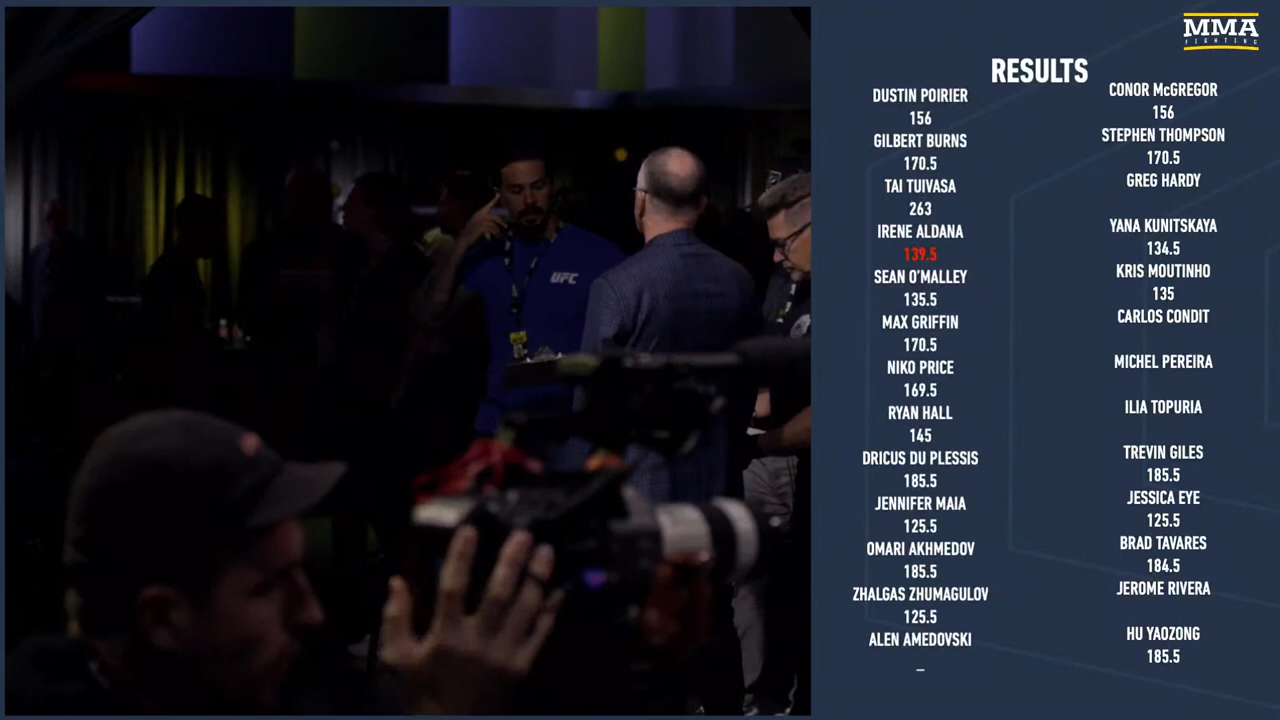 MMA
FIGHTING
RESULTS
DUSTIN POIRIER
156
GILBERT BURNS
170.5
TAI TUIVASA
263
IRENE ALDANA
139.5
SEAN O'MALLEY
135.5
MAX GRIFFIN
170.5
NIKO PRICE
169.5
RYAN HALL
145
DRICUS DU PLESSIS
185.5
JENNIFER MAIA
125.5
OMARI AKHMEDOV
185.5
ZHALGAS ZHUMAGULOV
125.5
ALEN AMEDOVSKI
–
CONOR McGREGOR
156
STEPHEN THOMPSON
170.5
GREG HARDY
YANA KUNITSKAYA
134.5
KRIS MOUTINHO
135
CARLOS CONDIT
MICHEL PEREIRA
ILIA TOPURIA
TREVIN GILES
185.5
JESSICA EYE
125.5
BRAD TAVARES
184.5
JEROME RIVERA
HU YAOZONG
185.5
UFC